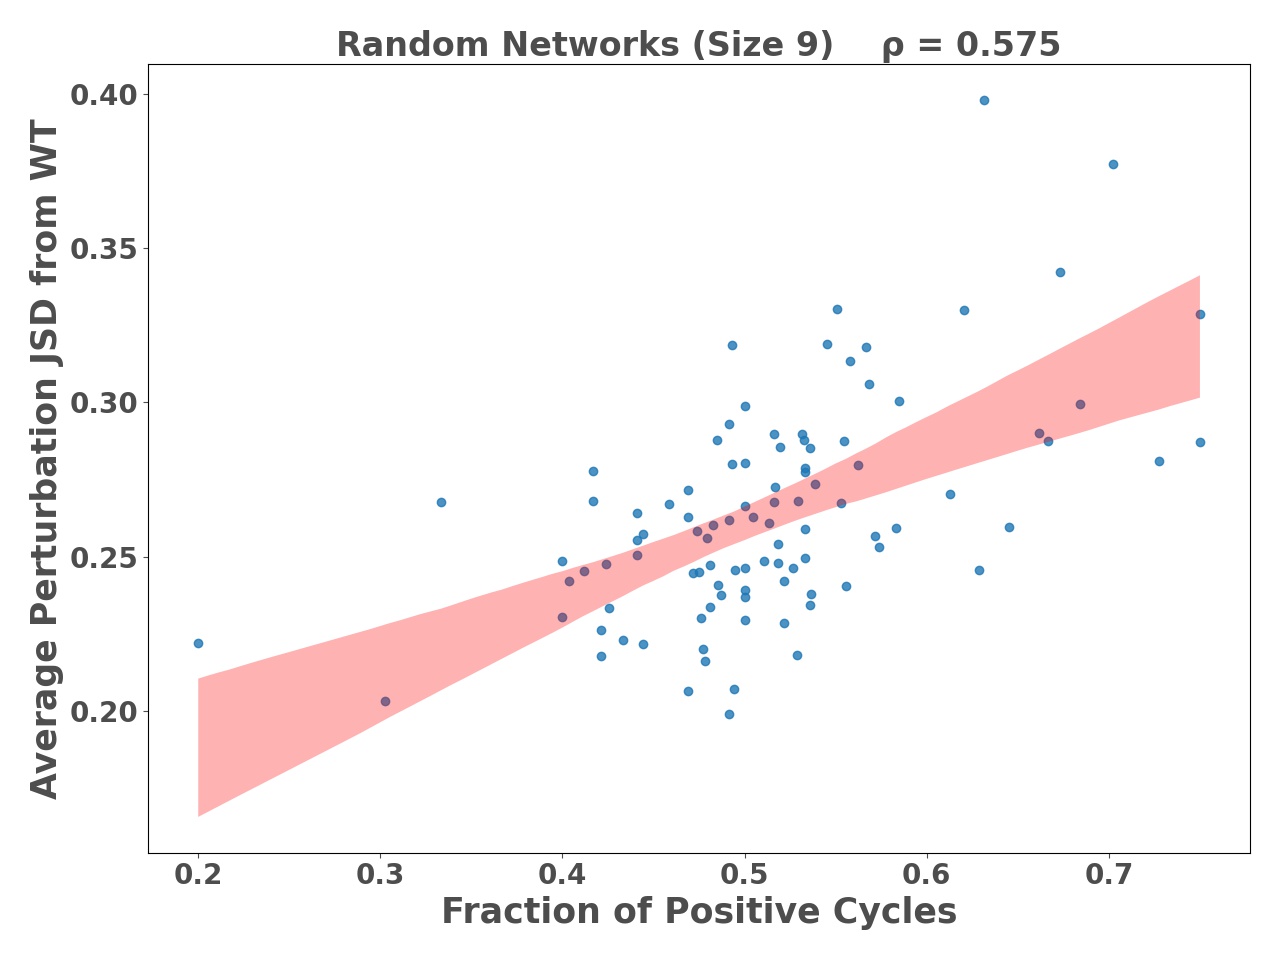 Random Networks (Size 9)    ρ = 0.575
Average Perturbation JSD from WT
0.40
0.35
0.30
0.25
0.20
0.2 0.3 0.4 0.5 0.6 0.7
Fraction of Positive Cycles